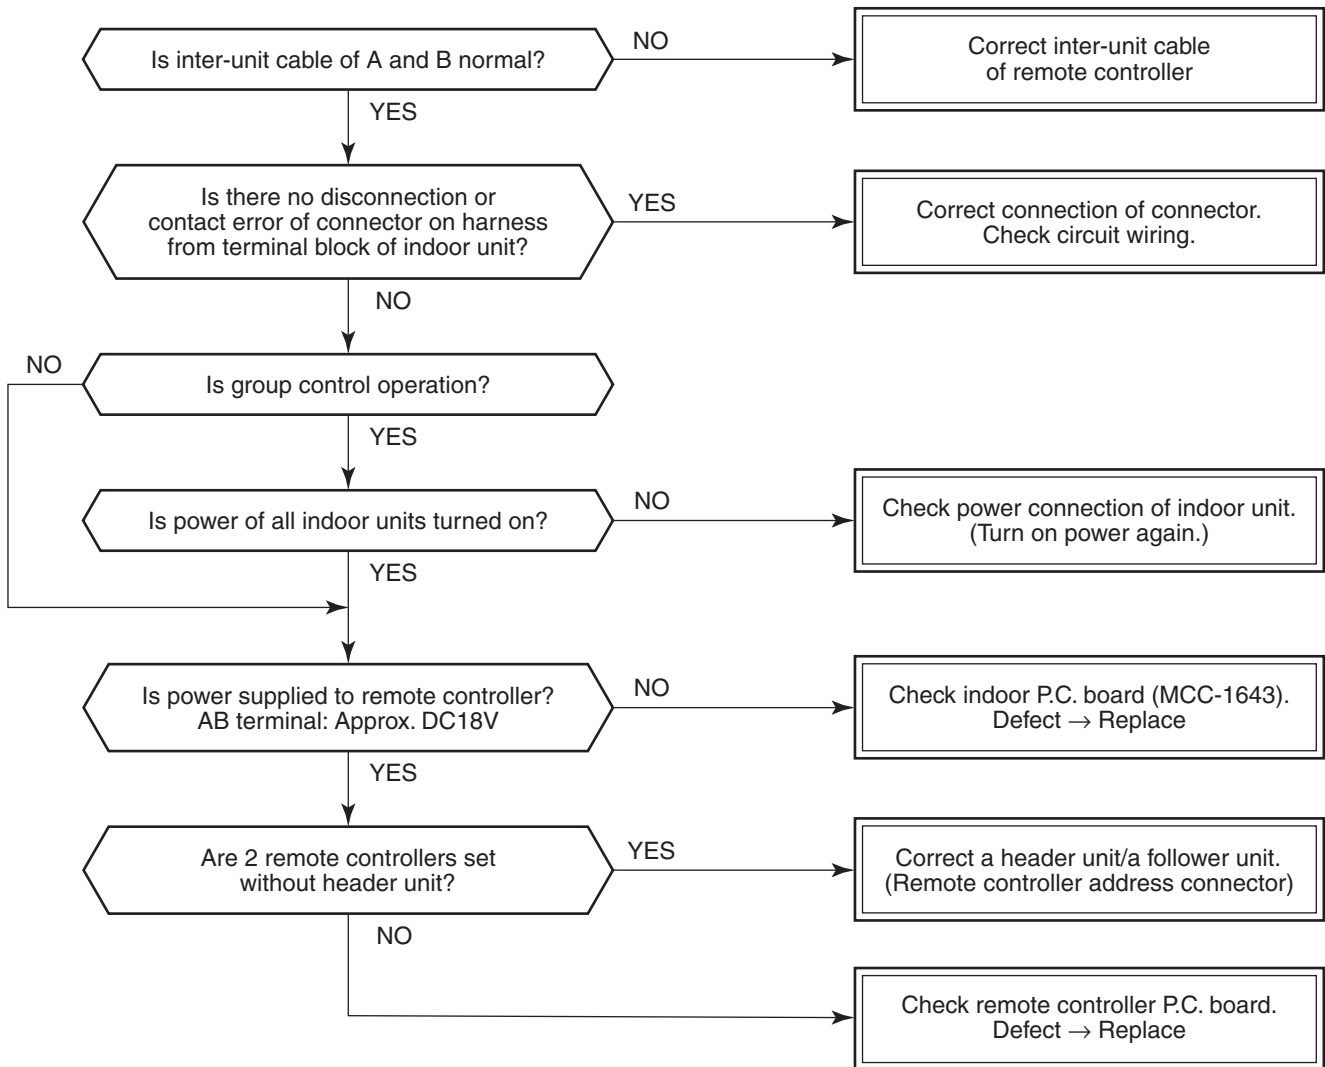 Is inter-unit cable of A and B normal?
NO
Correct inter-unit cable
of remote controller
YES
Is there no disconnection or
contact error of connector on harness
from terminal block of indoor unit?
YES
Correct connection of connector.
Check circuit wiring.
NO
Is group control operation?
NO
YES
Is power of all indoor units turned on?
NO
Check power connection of indoor unit.
(Turn on power again.)
YES
Is power supplied to remote controller?
AB terminal: Approx. DC18V
NO
Check indoor P.C. board (MCC-1643).
Defect → Replace
YES
Are 2 remote controllers set
without header unit?
YES
Correct a header unit/a follower unit.
(Remote controller address connector)
NO
Check remote controller P.C. board.
Defect → Replace